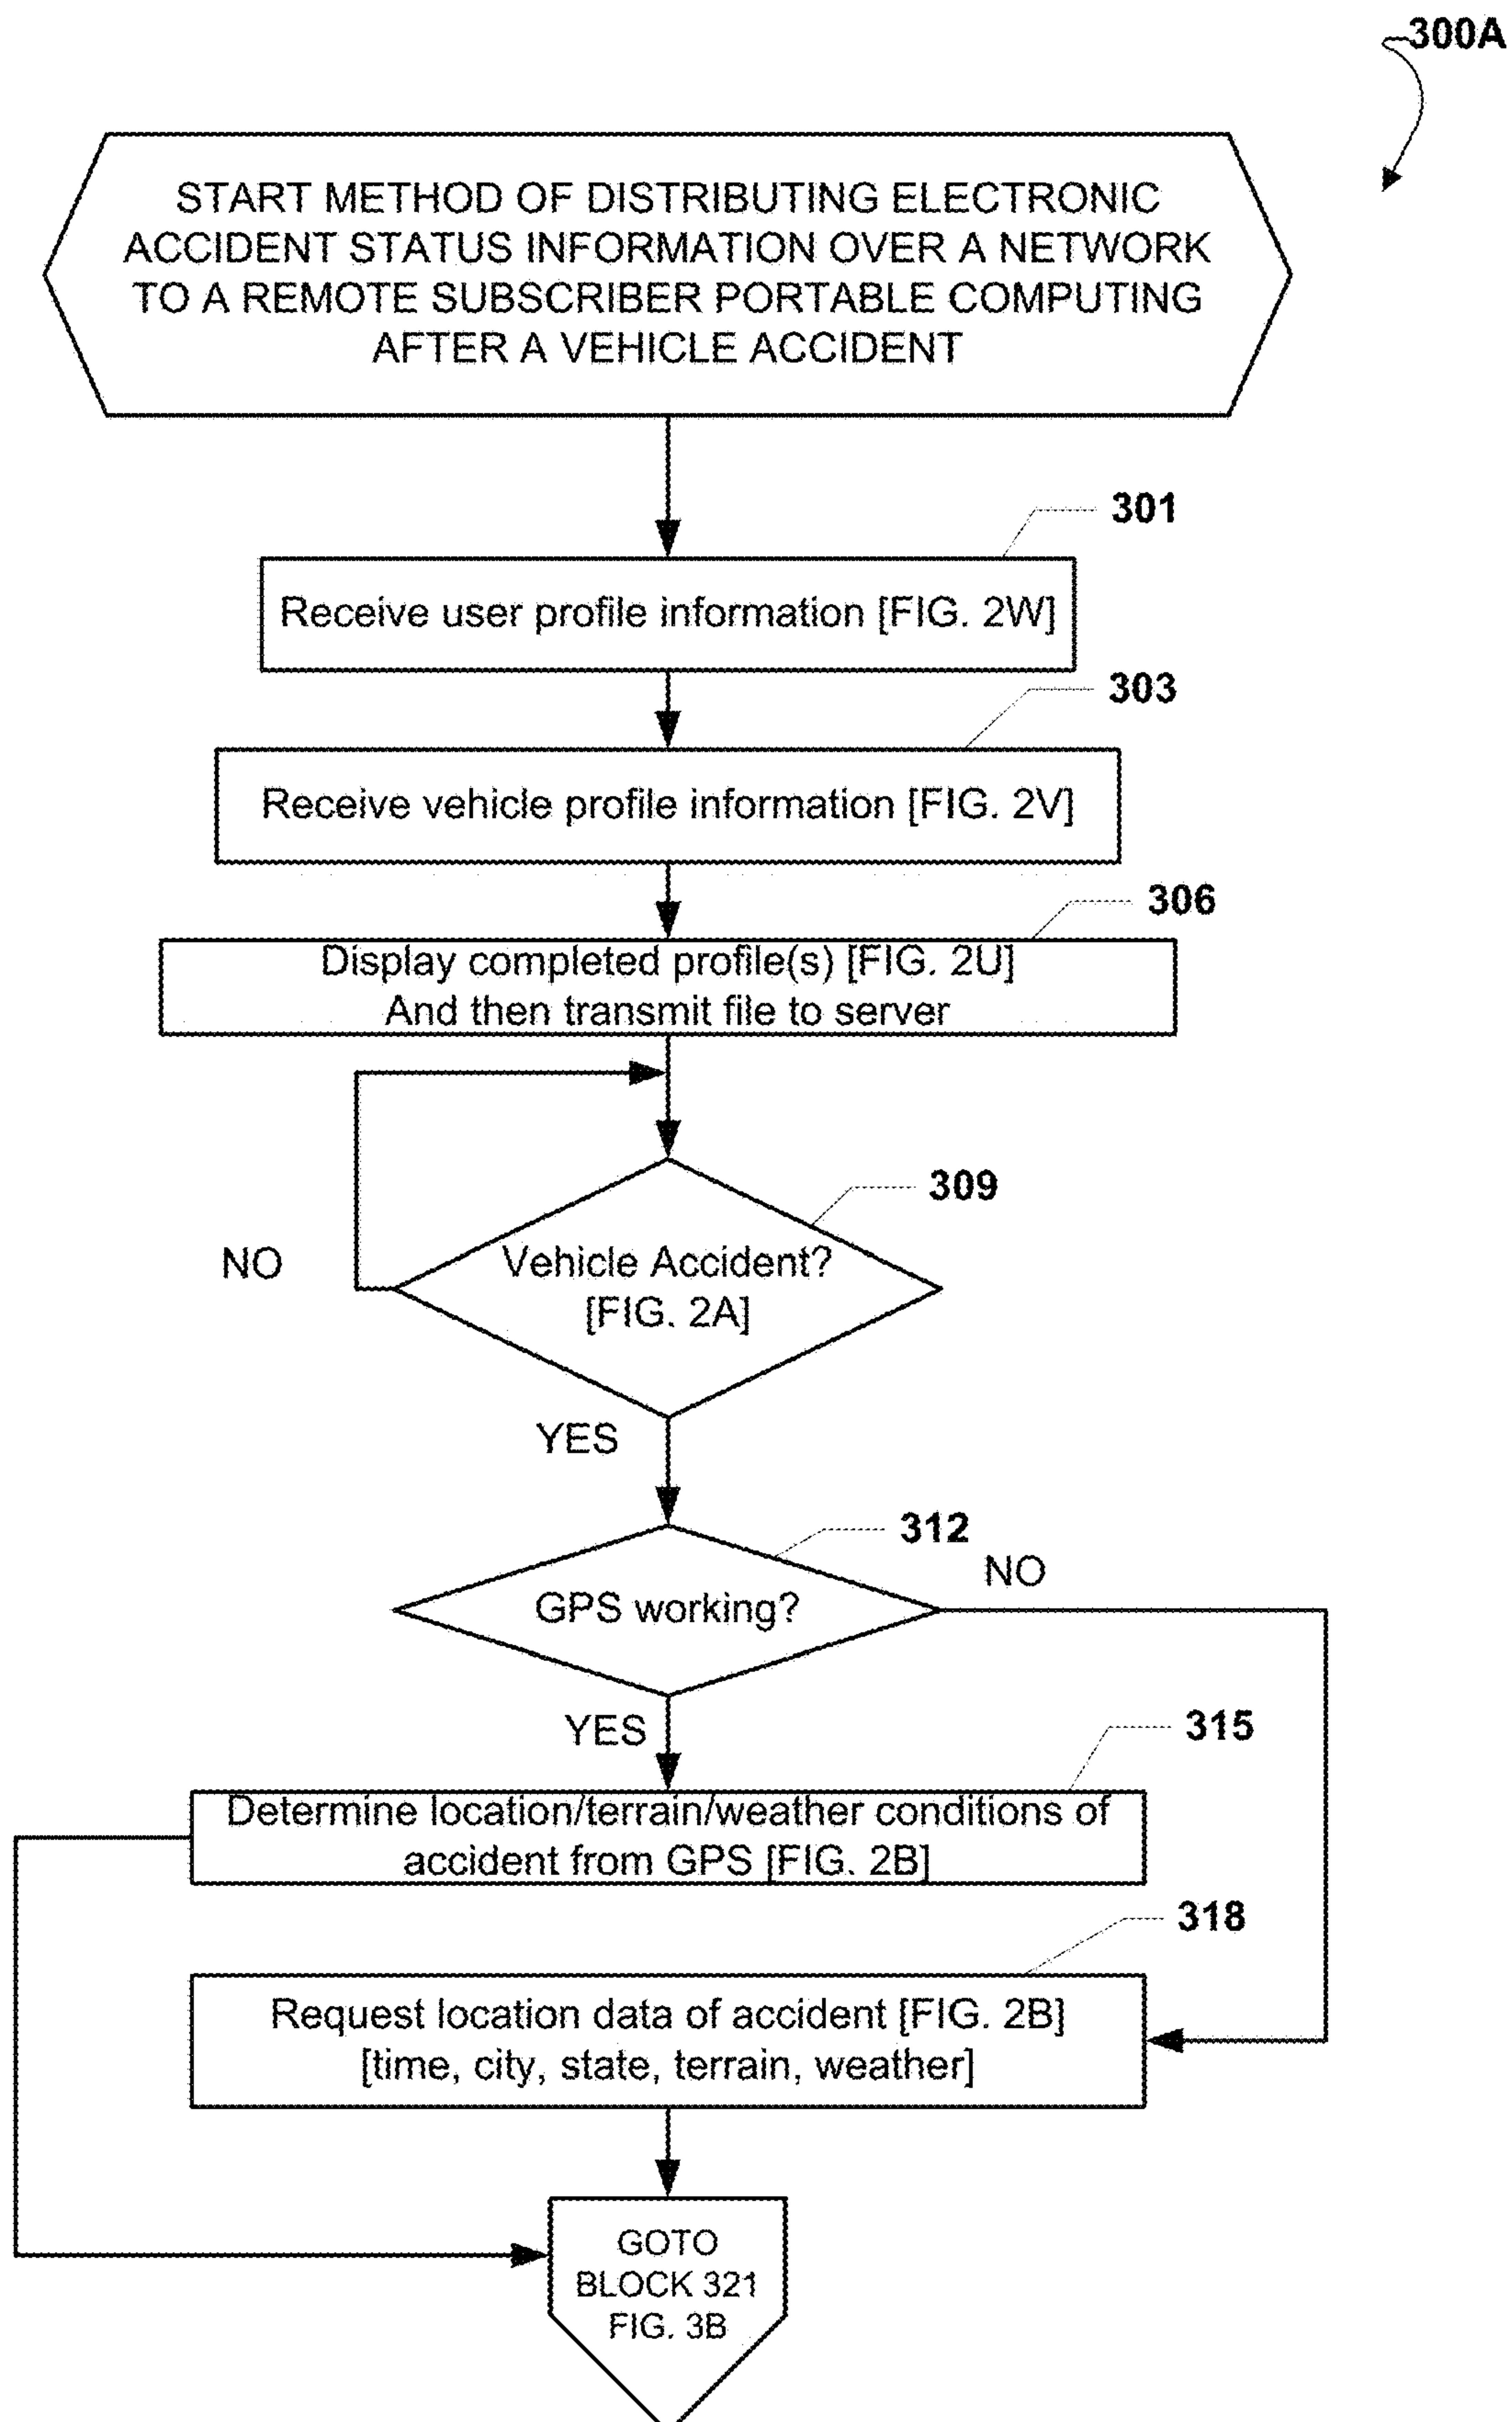 300A
START METHOD OF DISTRIBUTING ELECTRONIC
ACCIDENT STATUS INFORMATION OVER A NETWORK
TO A REMOTE SUBSCRIBER PORTABLE COMPUTING
AFTER A VEHICLE ACCIDENT
301
Receive user profile information [FIG. 2W]
303
Receive vehicle profile information [FIG. 2V]
306
Display completed profile(s) [FIG. 2U]
And then transmit file to server
309
NO
Vehicle Accident?
[FIG. 2A]
YES
312
NO
GPS working?
YES
315
Determine location/terrain/weather conditions of
accident from GPS [FIG. 2B]
318
Request location data of accident [FIG. 2B]
[time, city, state, terrain, weather]
GOTO
BLOCK 321
FIG. 3B